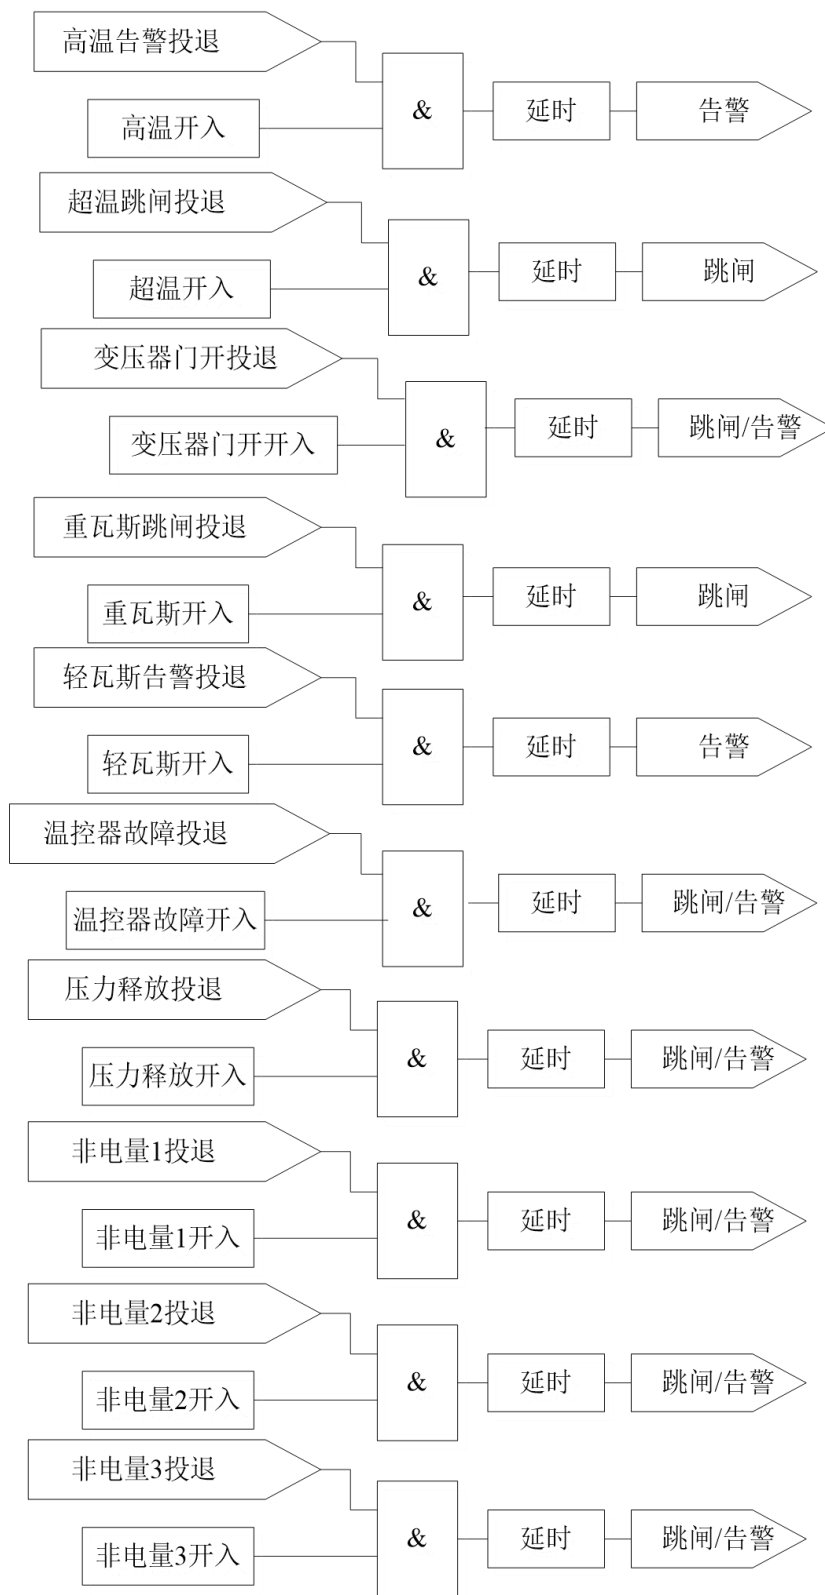 高温告警投退
高温开入
&
延时
告警
超温跳闸投退
超温开入
&
延时
跳闸
变压器门开投退
变压器门开开入
&
延时
跳闸/告警
重瓦斯跳闸投退
重瓦斯开入
&
延时
跳闸
轻瓦斯告警投退
轻瓦斯开入
&
延时
告警
温控器故障投退
温控器故障开入
&
延时
跳闸/告警
压力释放投退
压力释放开入
&
延时
跳闸/告警
非电量1投退
非电量1开入
&
延时
跳闸/告警
非电量2投退
非电量2开入
&
延时
跳闸/告警
非电量3投退
非电量3开入
&
延时
跳闸/告警